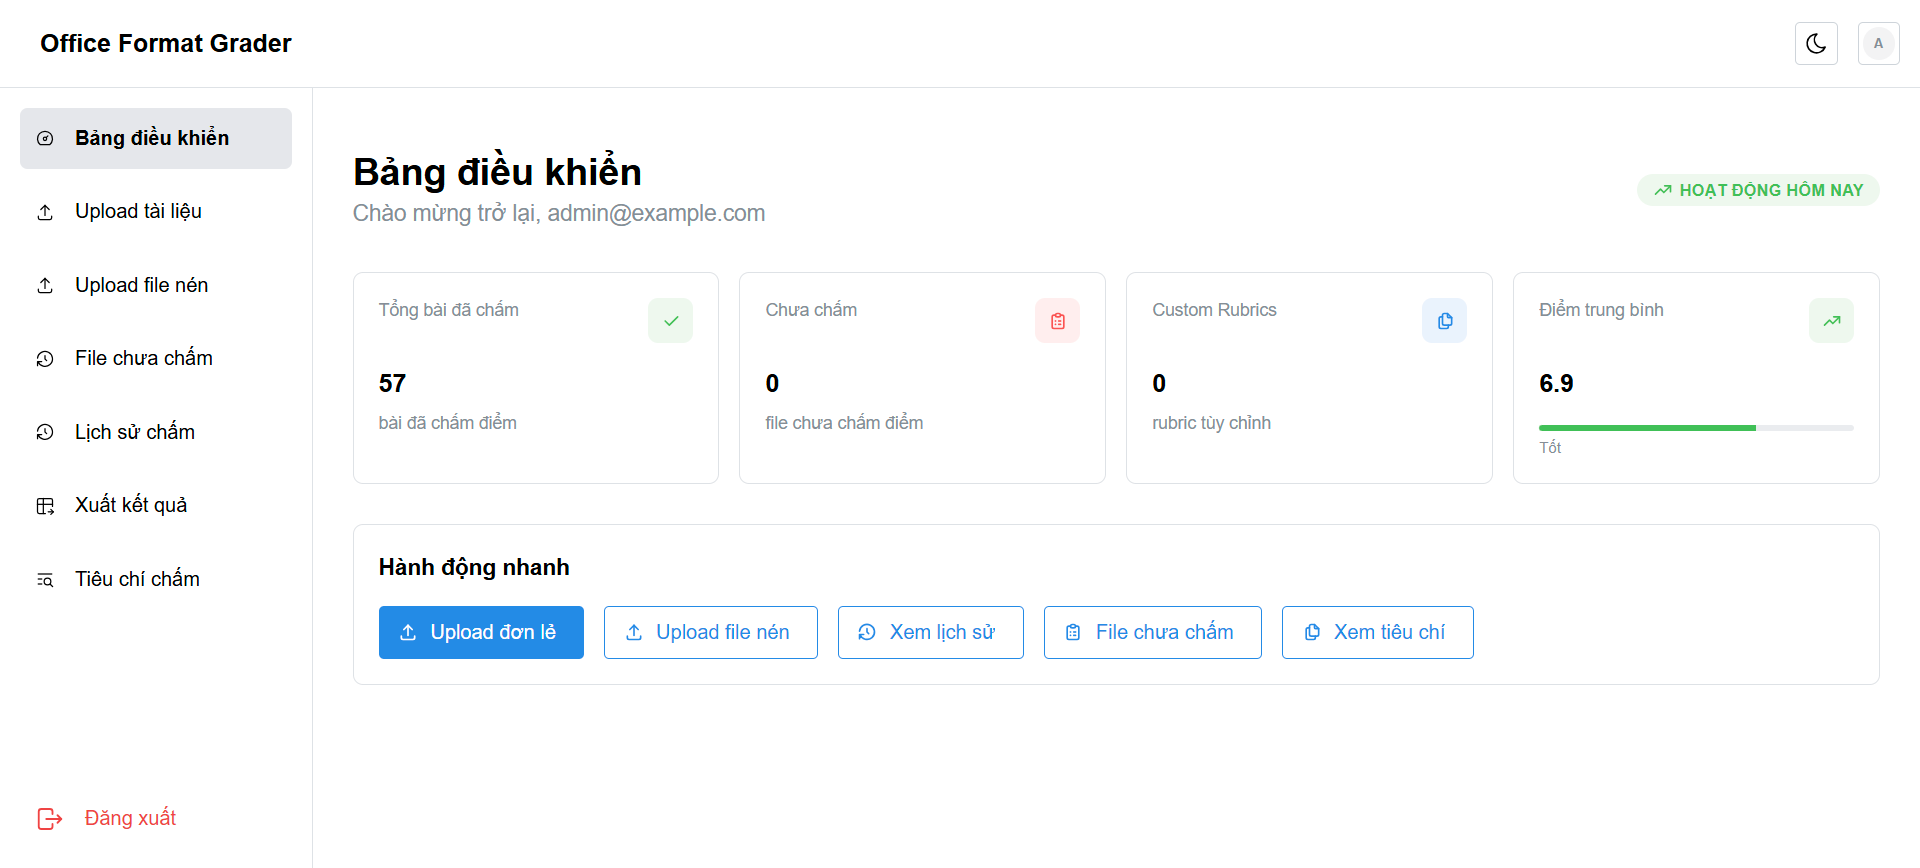 Office Format Grader
A
Bảng điều khiển
Upload tài liệu
Upload file nén
File chưa chấm
Lịch sử chấm
Xuất kết quả
Tiêu chí chấm
Đăng xuất
Bảng điều khiển
Chào mừng trở lại, admin@example.com
HOẠT ĐỘNG HÔM NAY
Tổng bài đã chấm
57
bài đã chấm điểm
Chưa chấm
0
file chưa chấm điểm
Custom Rubrics
0
rubric tùy chỉnh
Điểm trung bình
6.9
Tốt
Hành động nhanh
Upload đơn lẻ
Upload file nén
Xem lịch sử
File chưa chấm
Xem tiêu chí